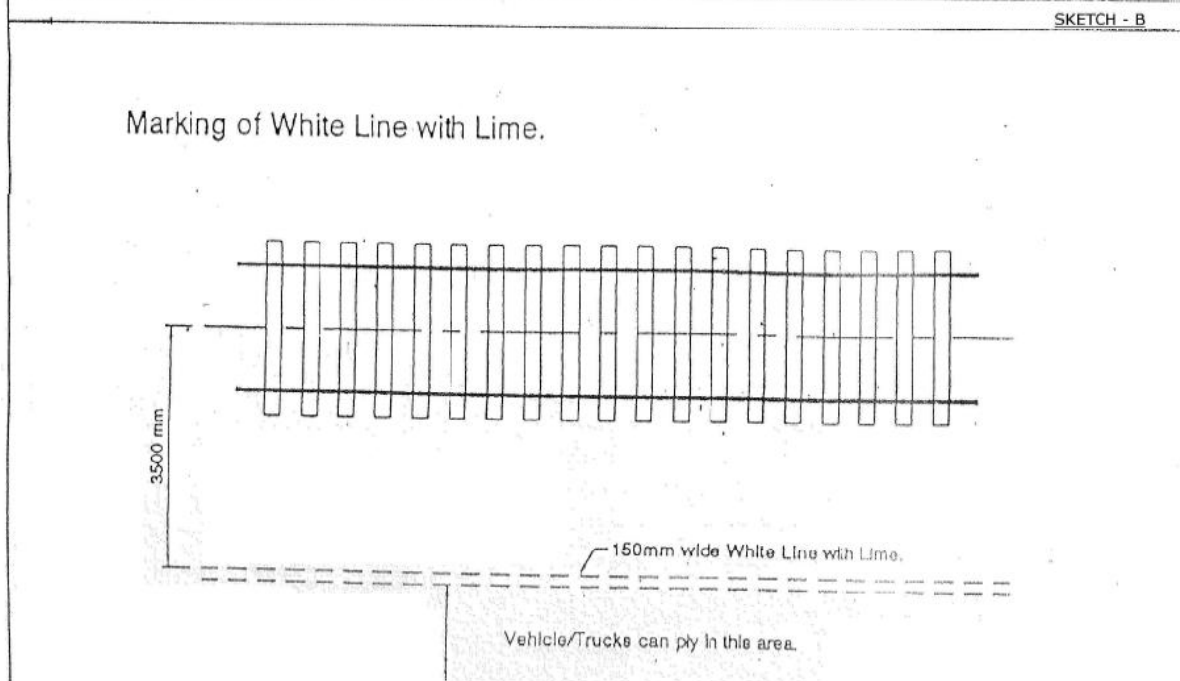 SKETCH - B
Marking of White Line with Lime.
3500 mm
150mm wide White Line with Lime.
Vehicle/Trucks can ply in this area.